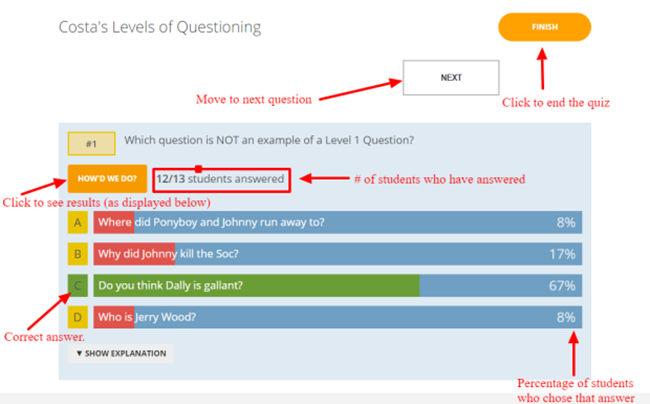 Costa's Levels of Questioning
FINISH
NEXT
Move to next question
Click to end the quiz
#1
Which question is NOT an example of a Level 1 Question?
HOW'D WE DO?
12/13 students answered
# of students who have answered
Click to see results (as displayed below)
A
Where did Ponyboy and Johnny run away to?
8%
B
Why did Johnny kill the Soc?
17%
C
Do you think Dally is gallant?
67%
D
Who is Jerry Wood?
8%
Correct answer.
▼ SHOW EXPLANATION
Percentage of students
who chose that answer